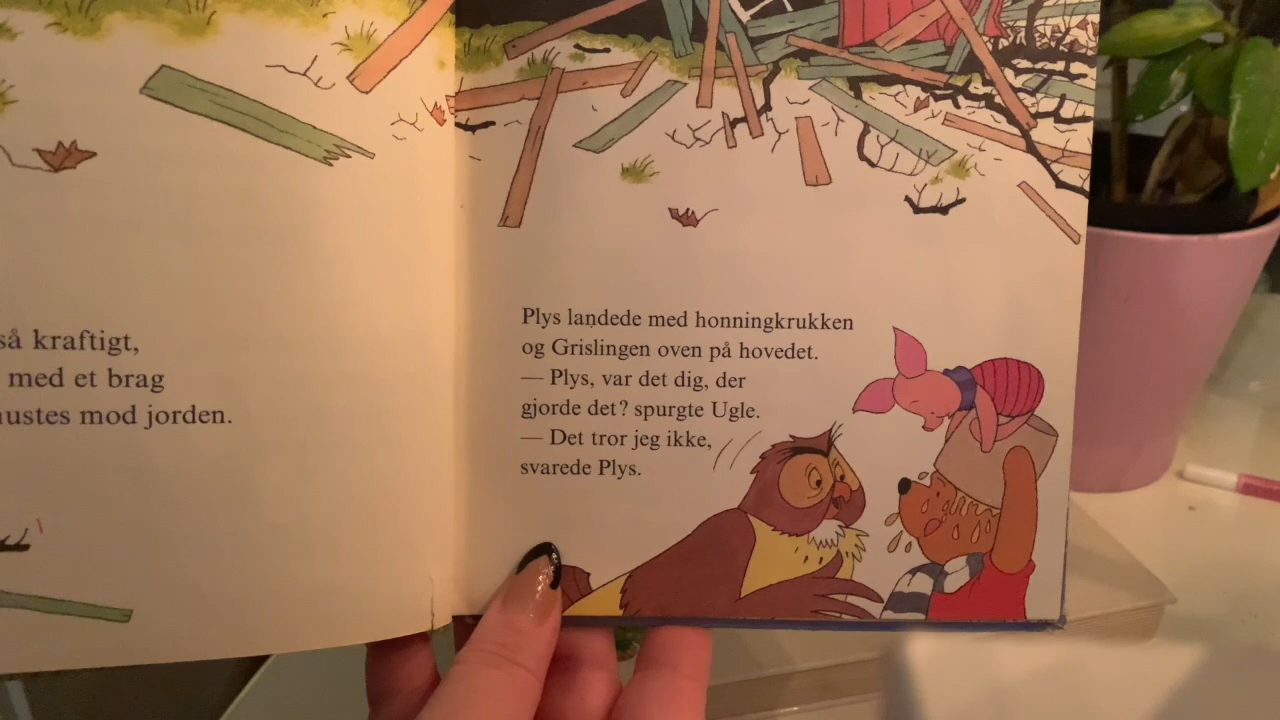 så kraftigt,
med et brag
mod jorden.
Plys landede med honningkrukken
og Grislingen oven på hovedet.
— Plys, var det dig, der
gjorde det? spurgte Ugle.
— Det tror jeg ikke,
svarede Plys.